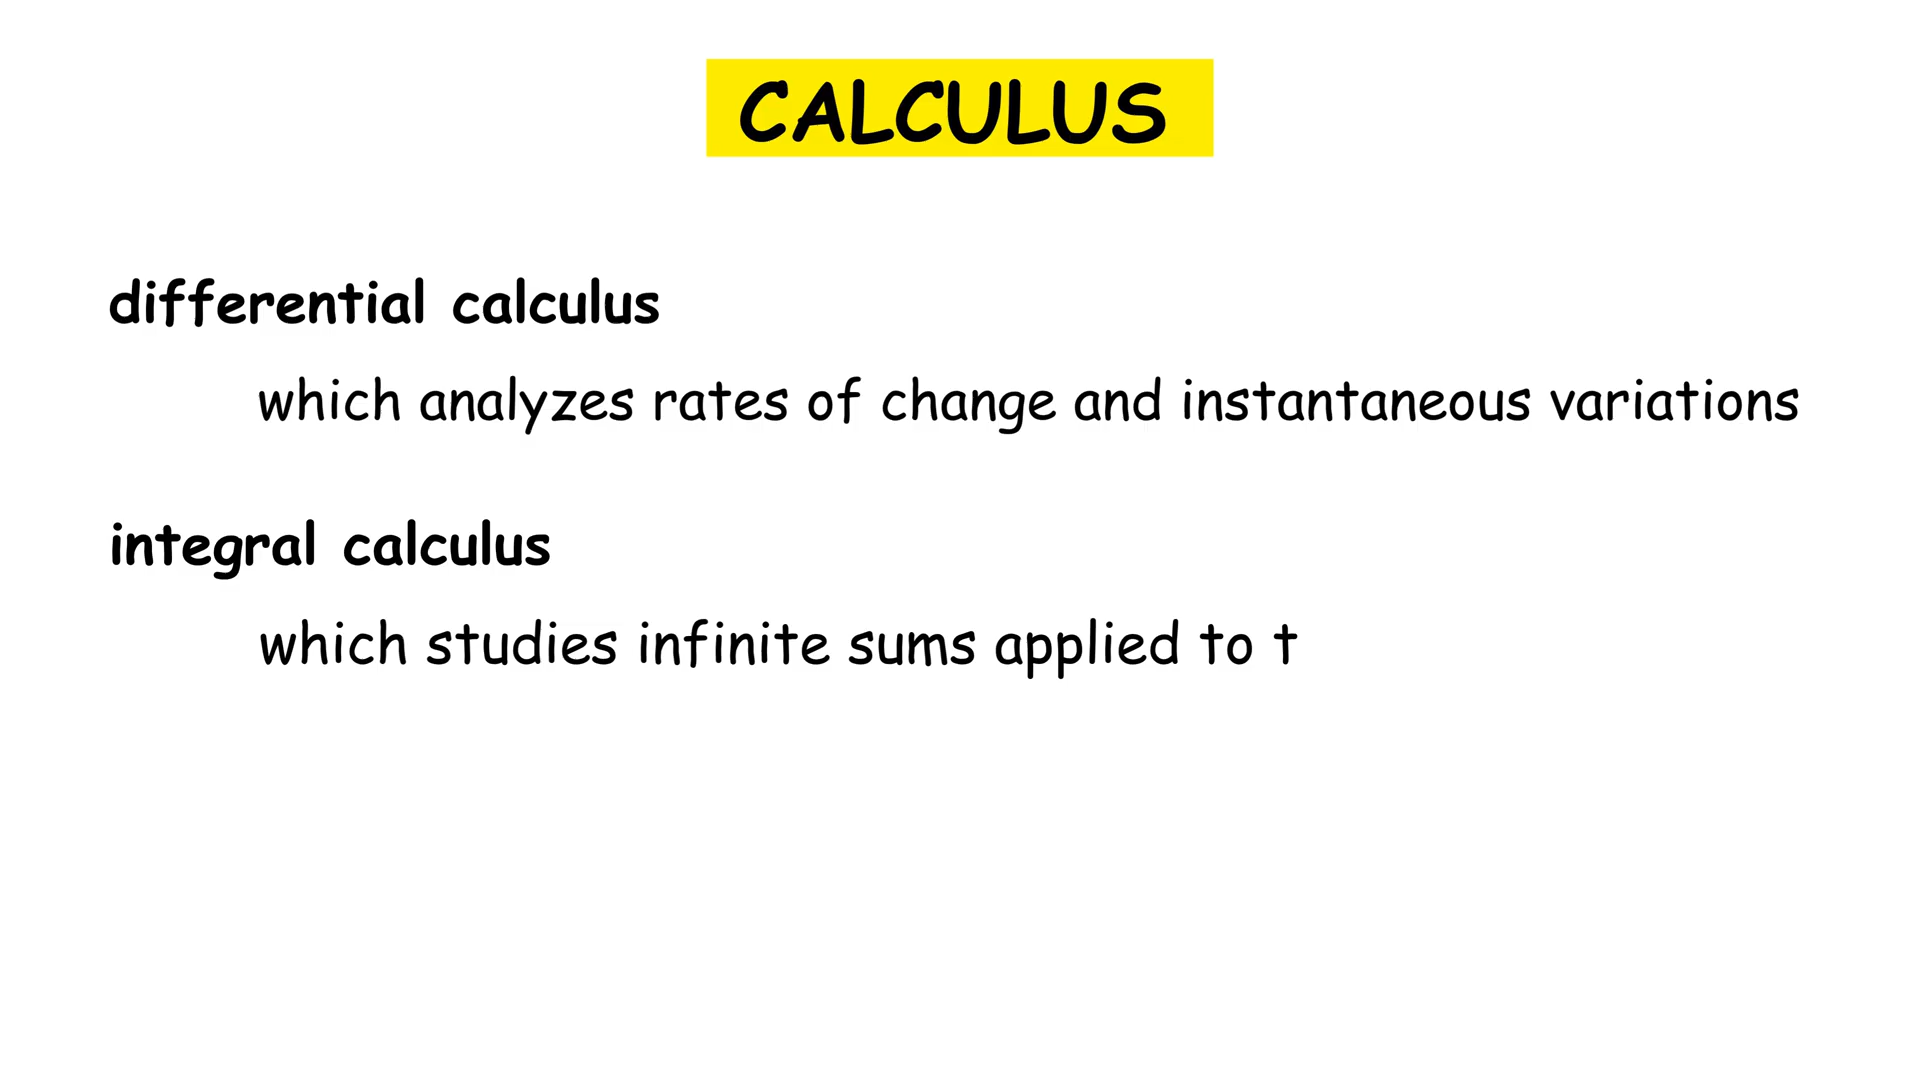 CALCULUS
differential calculus
which analyzes rates of change and instantaneous variations
integral calculus
which studies infinite sums applied to t